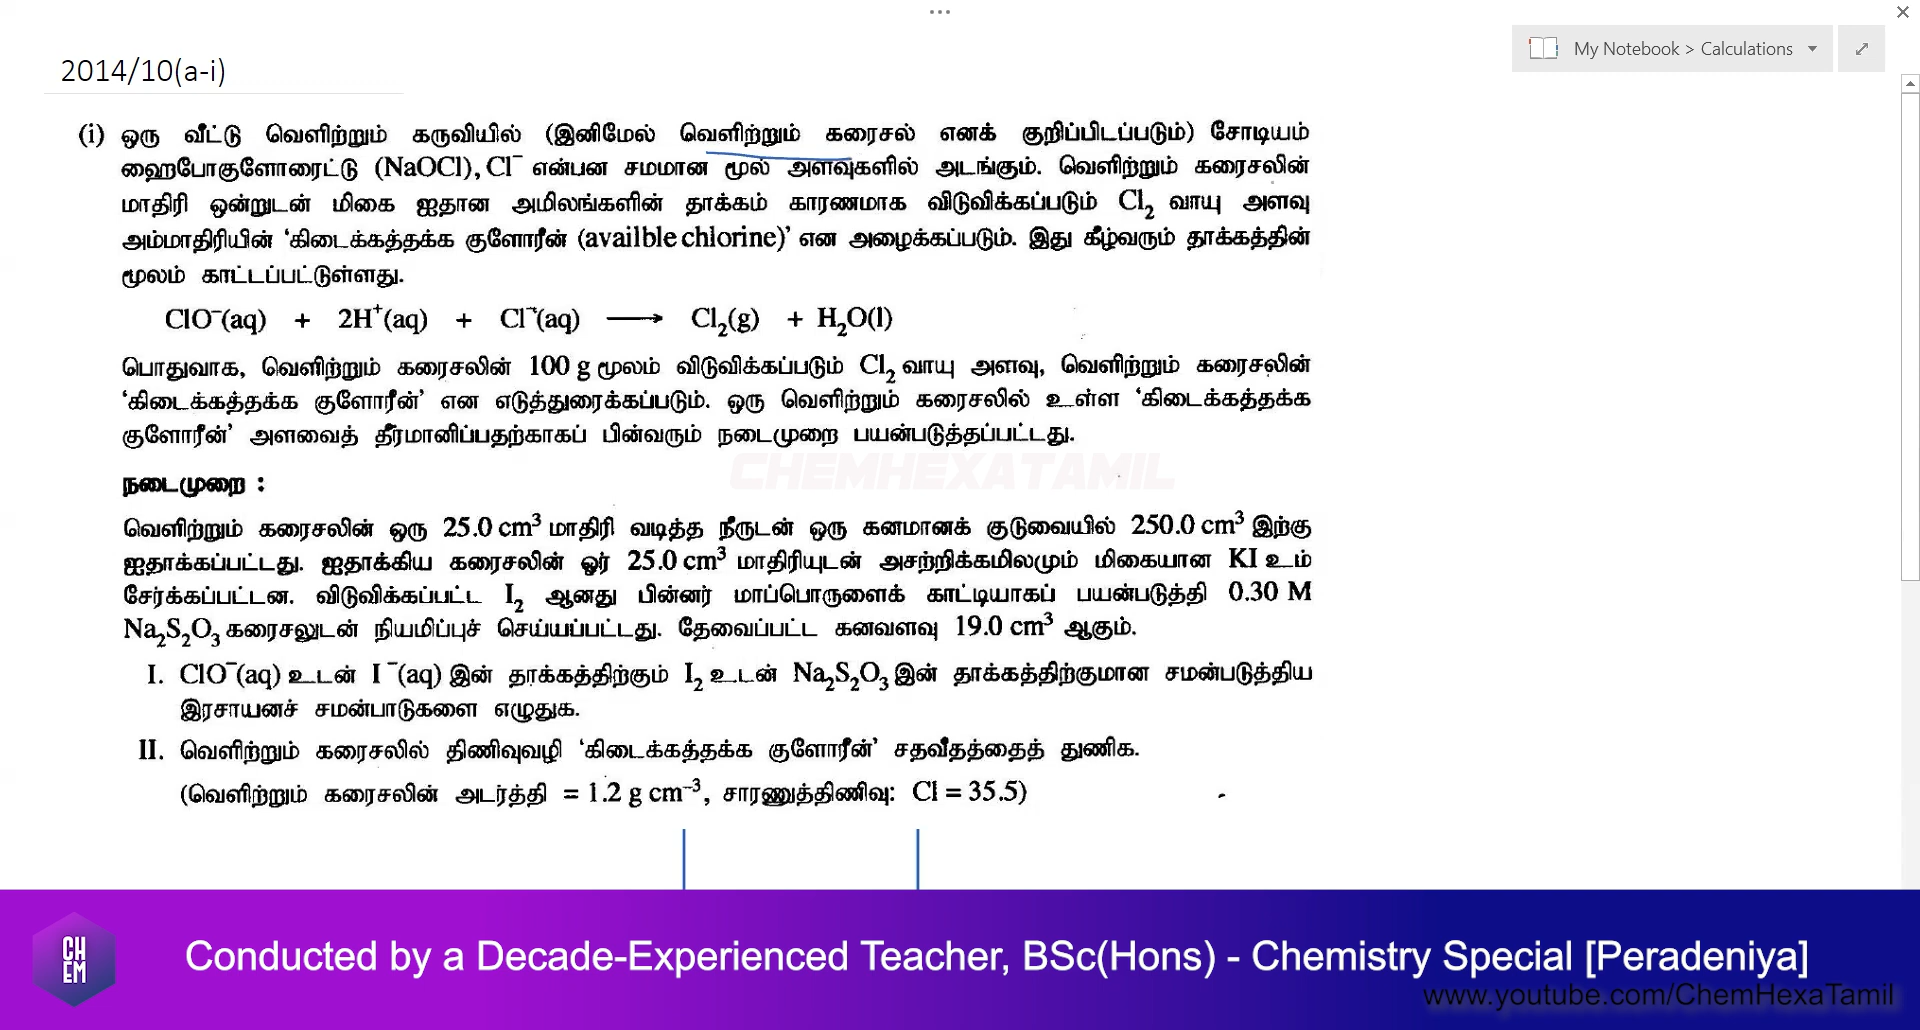 My Notebook > Calculations
2014/10(a-i)
(i) ஒரு வீட்டு வெளிற்றும் கருவியில் (இனிமேல் வெளிற்றும் கரைசல் எனக் குறிப்பிடப்படும்) சோடியம்
ஹைபோகுளோரைட்டு (NaOCl), Cl⁻ என்பன சமமான மூல் அளவுகளில் அடங்கும். வெளிற்றும் கரைசலின்
மாதிரி ஒன்றுடன் மிகை ஐதான அமிலங்களின் தாக்கம் காரணமாக விடுவிக்கப்படும் Cl₂ வாயு அளவு
அம்மாதிரியின் ‘கிடைக்கத்தக்க குளோரீன் (availble chlorine)’ என அழைக்கப்படும். இது கீழ்வரும் தாக்கத்தின்
மூலம் காட்டப்பட்டுள்ளது.
ClO⁻(aq) + 2H⁺(aq) + Cl⁻(aq) ⟶ Cl₂(g) + H₂O(l)
பொதுவாக, வெளிற்றும் கரைசலின் 100 g மூலம் விடுவிக்கப்படும் Cl₂ வாயு அளவு, வெளிற்றும் கரைசலின்
‘கிடைக்கத்தக்க குளோரீன்’ என எடுத்துரைக்கப்படும். ஒரு வெளிற்றும் கரைசலில் உள்ள ‘கிடைக்கத்தக்க
குளோரீன்’ அளவைத் தீர்மானிப்பதற்காகப் பின்வரும் நடைமுறை பயன்படுத்தப்பட்டது.
CHEMHEXATAMIL
நடைமுறை :
வெளிற்றும் கரைசலின் ஒரு 25.0 cm³ மாதிரி வடித்த நீருடன் ஒரு கனமானக் குடுவையில் 250.0 cm³ இற்கு
ஐதாக்கப்பட்டது. ஐதாக்கிய கரைசலின் ஓர் 25.0 cm³ மாதிரியுடன் அசற்றிக்கமிலமும் மிகையான KI உம்
சேர்க்கப்பட்டன. விடுவிக்கப்பட்ட I₂ ஆனது பின்னர் மாப்பொருளைக் காட்டியாகப் பயன்படுத்தி 0.30 M
Na₂S₂O₃ கரைசலுடன் நியமிப்புச் செய்யப்பட்டது. தேவைப்பட்ட கனவளவு 19.0 cm³ ஆகும்.
I. ClO⁻(aq) உடன் I⁻(aq) இன் தாக்கத்திற்கும் I₂ உடன் Na₂S₂O₃ இன் தாக்கத்திற்குமான சமன்படுத்திய
இரசாயனச் சமன்பாடுகளை எழுதுக.
II. வெளிற்றும் கரைசலில் திணிவுவழி ‘கிடைக்கத்தக்க குளோரீன்’ சதவீதத்தைத் துணிக.
(வெளிற்றும் கரைசலின் அடர்த்தி = 1.2 g cm⁻³, சாரணுத்திணிவு: Cl = 35.5)
CH
EM
Conducted by a Decade-Experienced Teacher, BSc(Hons) - Chemistry Special [Peradeniya]
www.youtube.com/ChemHexaTamil